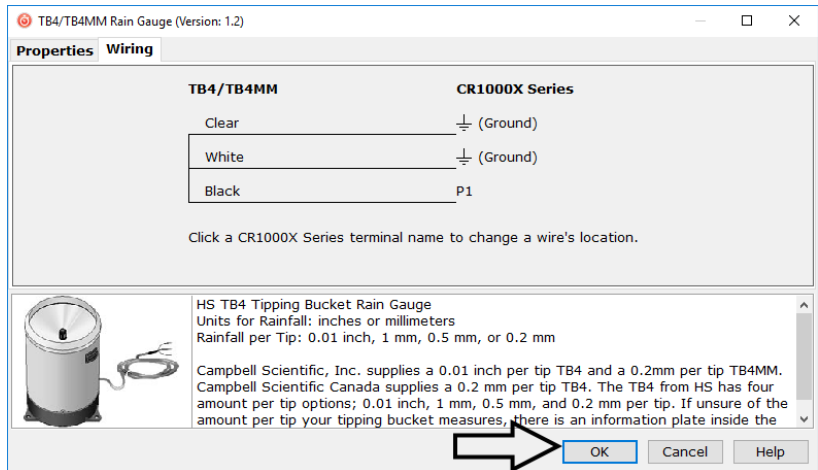 TB4/TB4MM Rain Gauge (Version: 1.2)
Properties Wiring
TB4/TB4MM CR1000X Series
Clear (Ground)
White (Ground)
Black P1
Click a CR1000X Series terminal name to change a wire's location.
HS TB4 Tipping Bucket Rain Gauge
Units for Rainfall: inches or millimeters
Rainfall per Tip: 0.01 inch, 1 mm, 0.5 mm, or 0.2 mm
Campbell Scientific, Inc. supplies a 0.01 inch per tip TB4 and a 0.2mm per tip TB4MM.
Campbell Scientific Canada supplies a 0.2 mm per tip TB4. The TB4 from HS has four
amount per tip options; 0.01 inch, 1 mm, 0.5 mm, and 0.2 mm per tip. If unsure of the
amount per tip your tipping bucket measures, there is an information plate inside the
OK Cancel Help